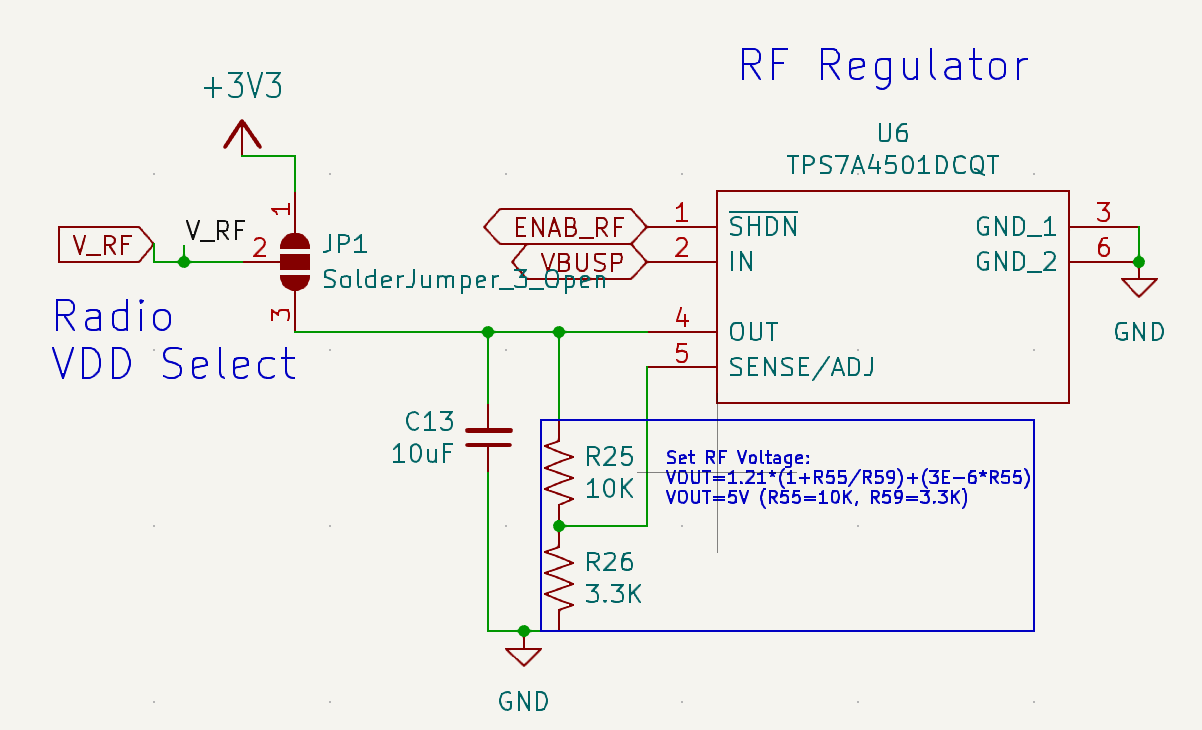 RF Regulator
+3V3
U6
TPS7A4501DCQT
1
ENAB_RF
1
SHDN
GND_1
3
V_RF
V_RF
2
JP1
VBUSP
2
IN
GND_2
6
SolderJumper_3_Open
Radio
VDD Select
3
4
OUT
GND
5
SENSE/ADJ
C13
10uF
R25
10K
Set RF Voltage:
VOUT=1.21*(1+R55/R59)+(3E-6*R55)
VOUT=5V (R55=10K, R59=3.3K)
R26
3.3K
GND